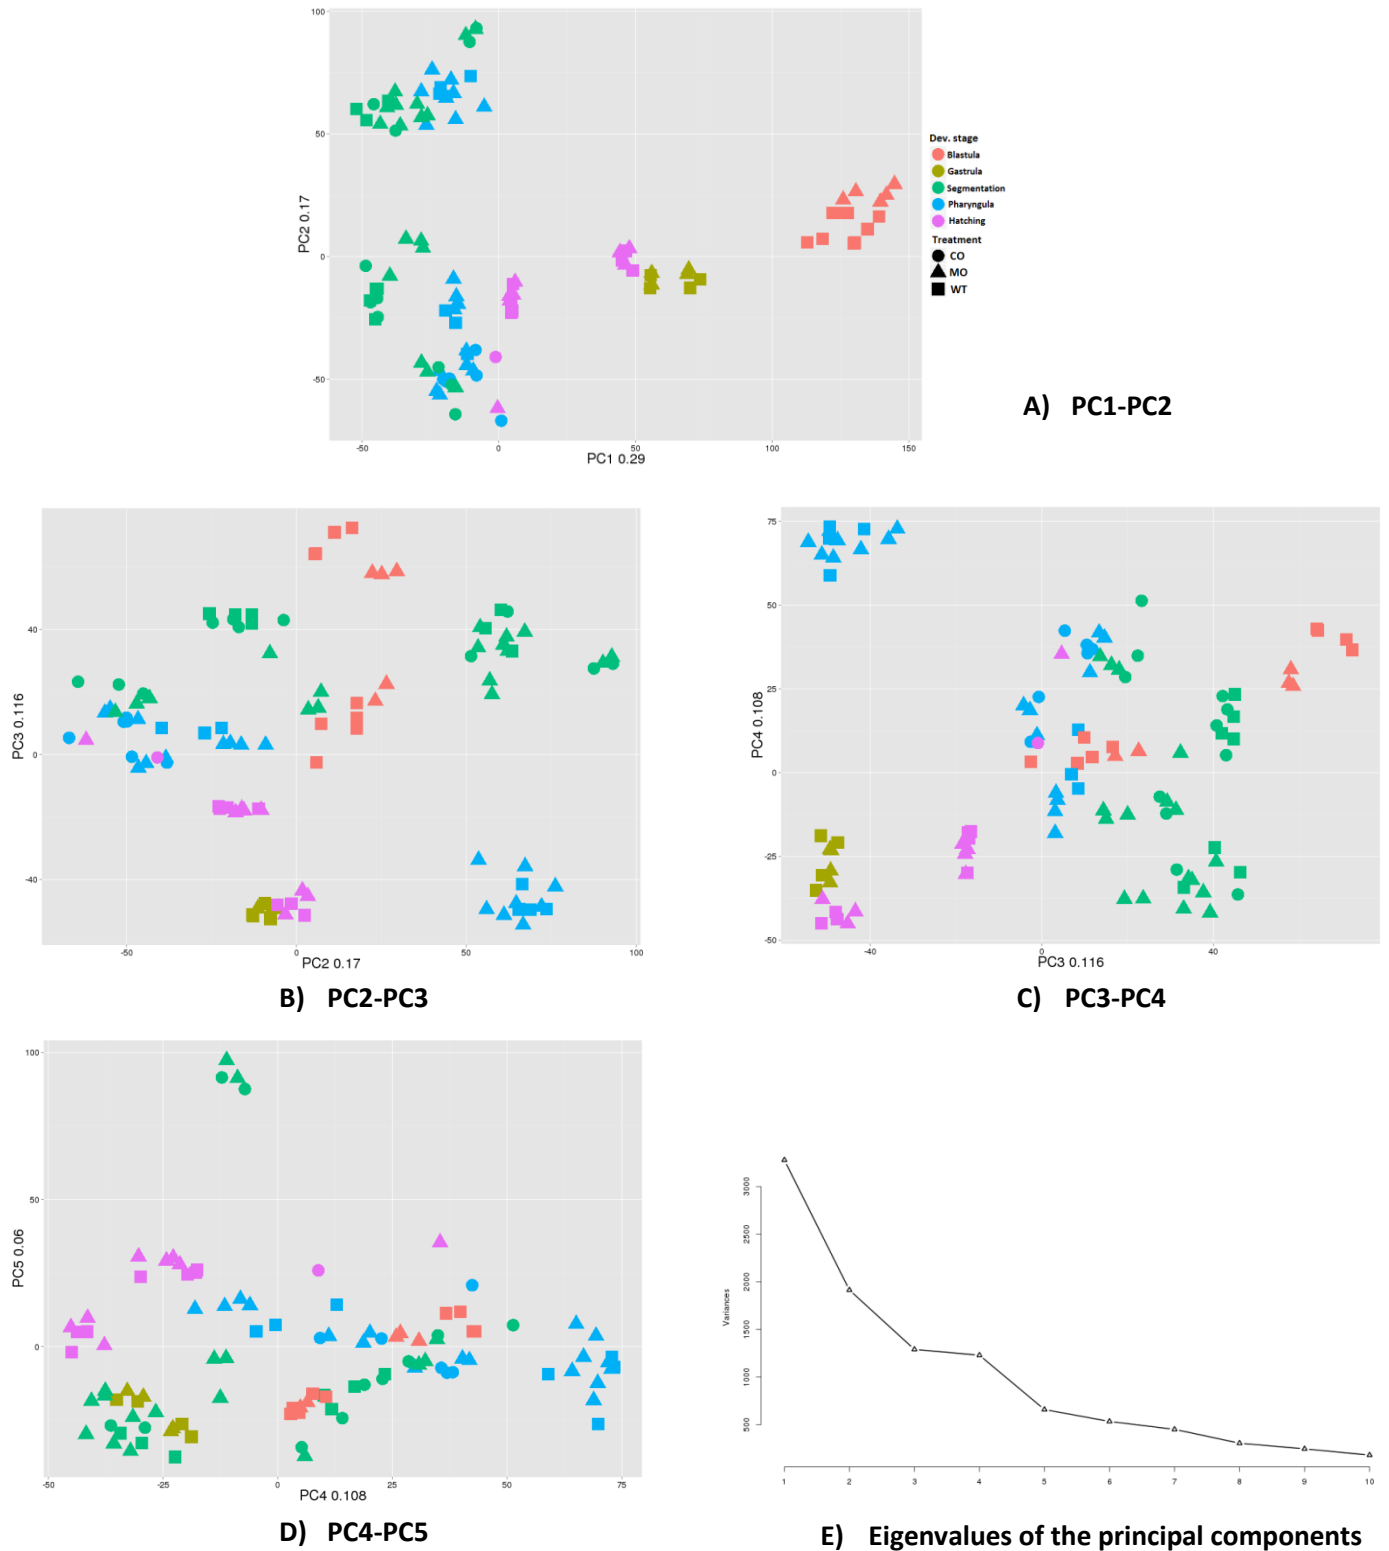 100
50
0
-50
PC2 0.17
-50
0
50
100
150
PC1 0.29
Dev. stage
Blastula
Gastrula
Segmentation
Pharyngula
Hatching
Treatment
CO
MO
WT
A) PC1-PC2
40
0
-40
PC3 0.116
-50
0
50
100
PC2 0.17
B) PC2-PC3
75
50
25
0
-25
-50
PC4 0.108
-40
0
40
PC3 0.116
C) PC3-PC4
100
50
0
PC5 0.06
-50
-25
0
25
50
75
PC4 0.108
D) PC4-PC5
3000
2500
2000
1500
1000
500
Variances
1 2 3 4 5 6 7 8 9 10
E) Eigenvalues of the principal components